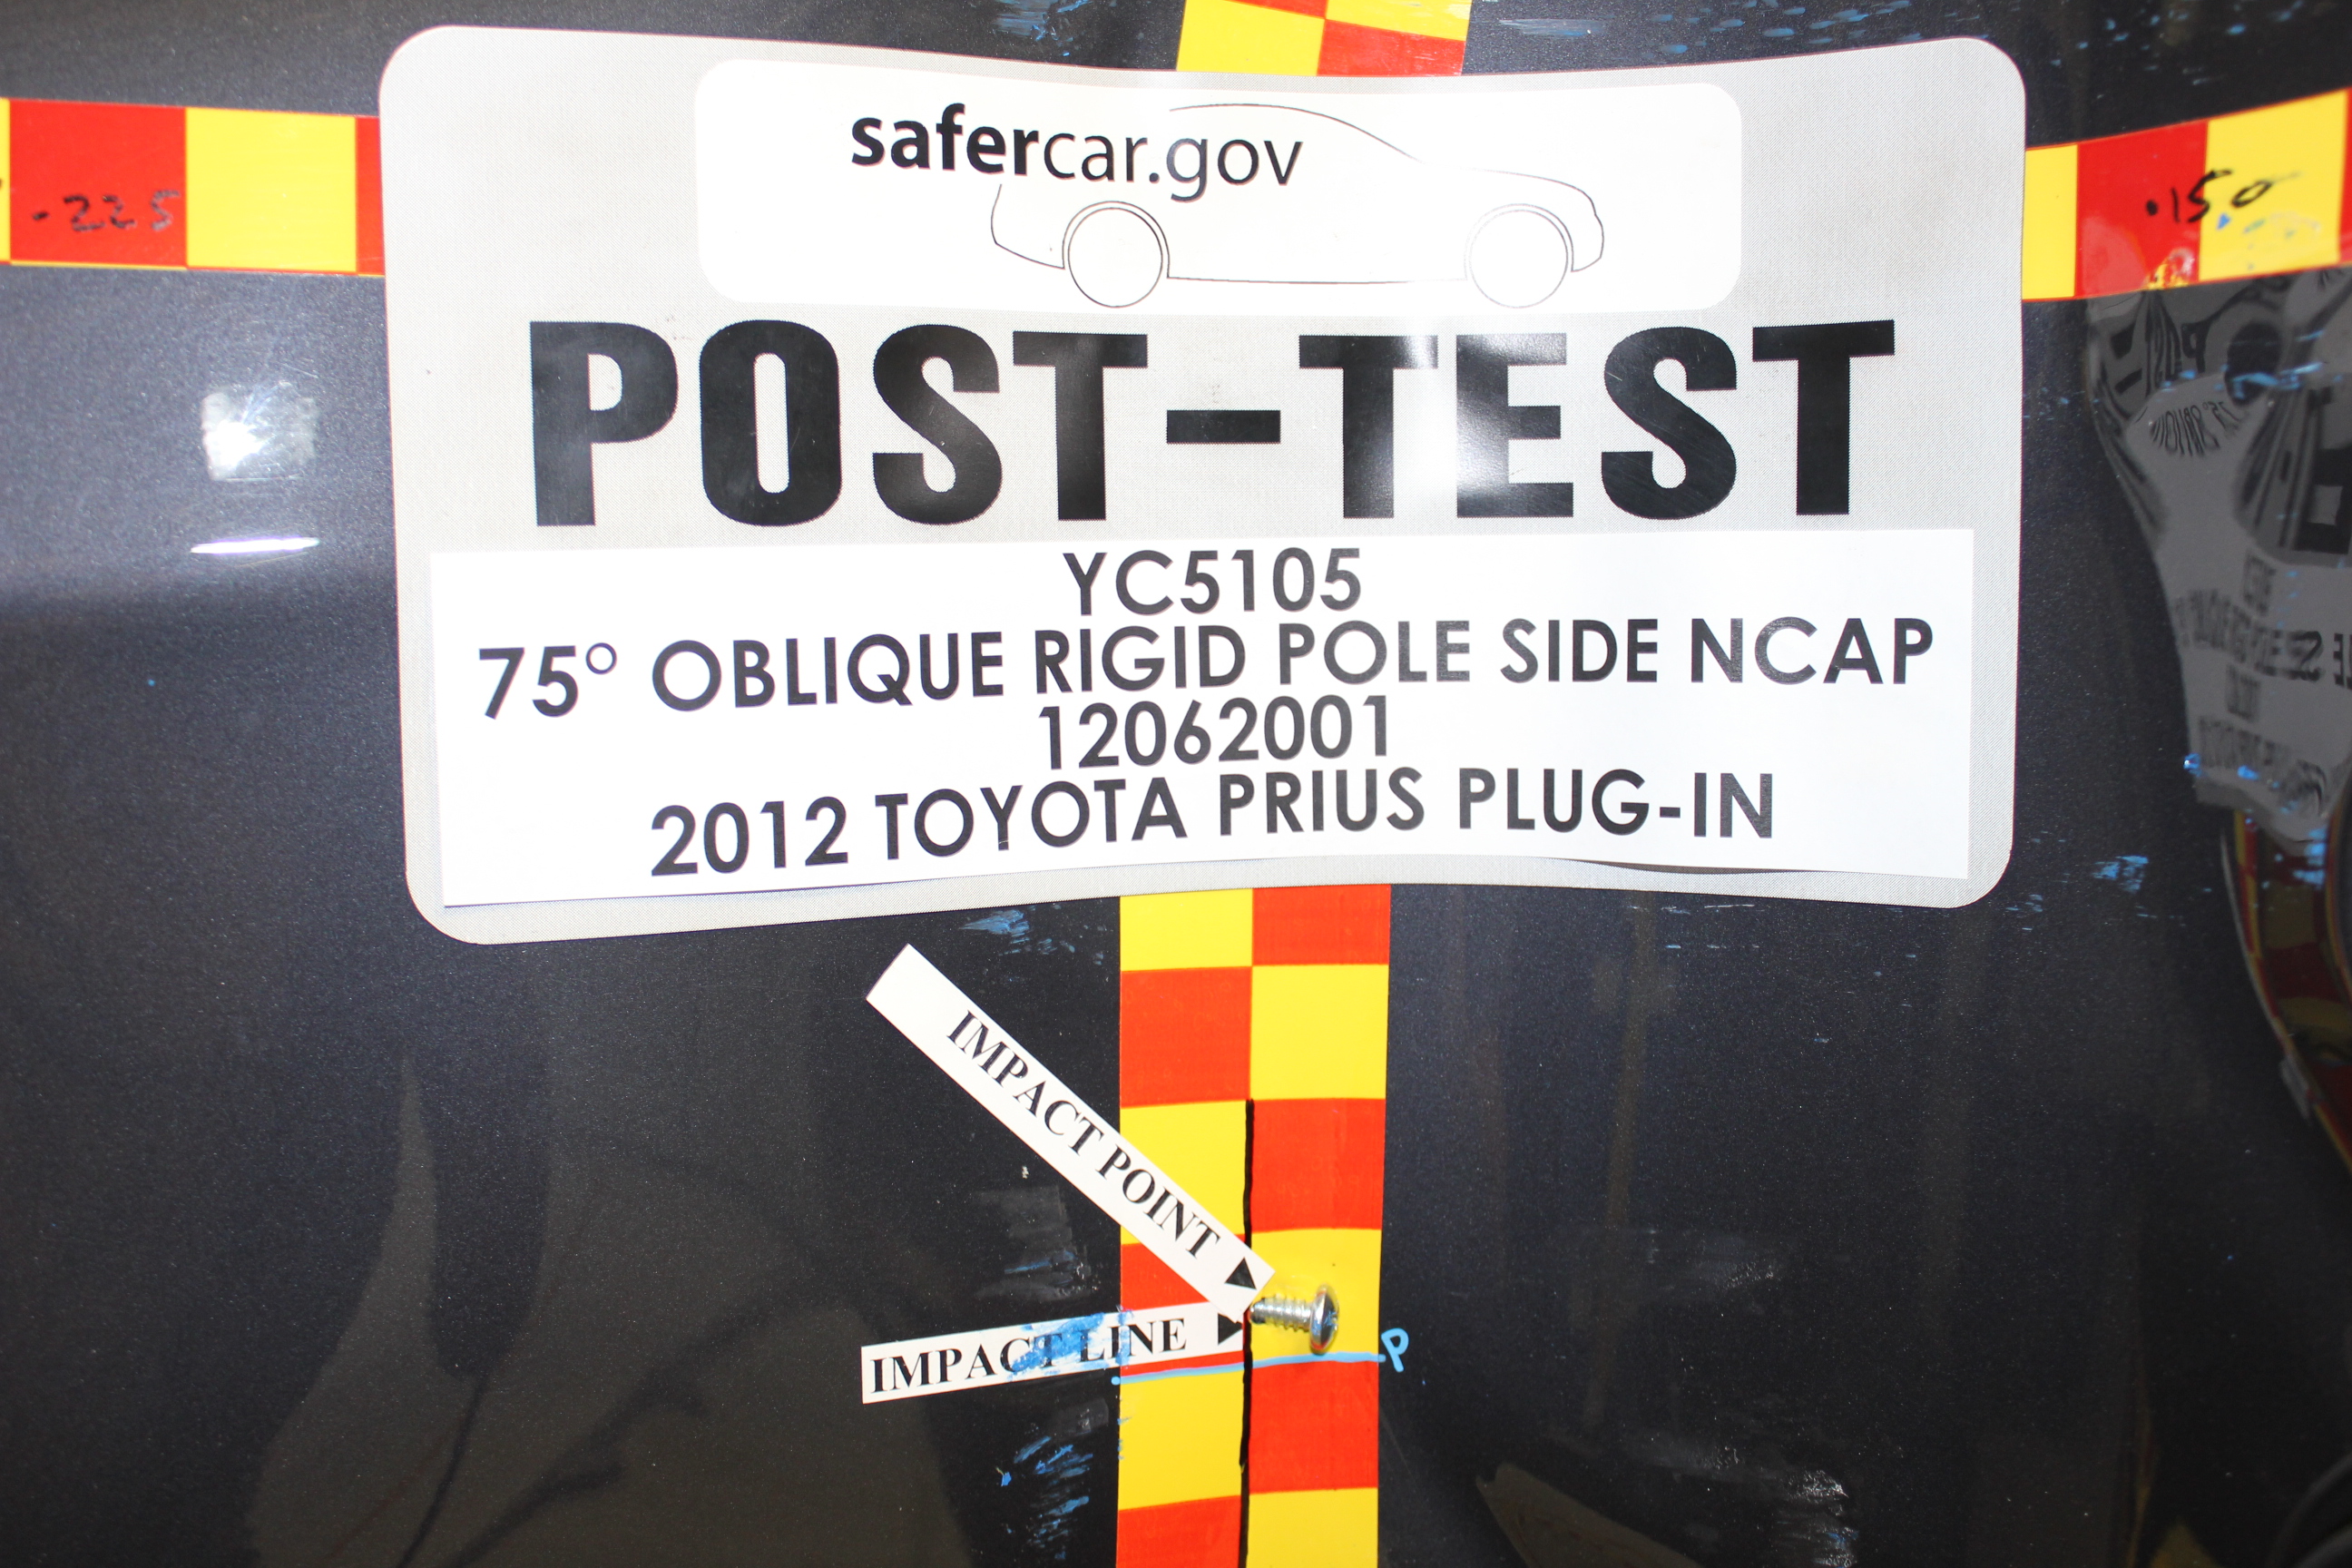 safercar.gov
-225
.150
POST-TEST
YC5105
75° OBLIQUE RIGID POLE SIDE NCAP
12062001
2012 TOYOTA PRIUS PLUG-IN
IMPACT POINT
IMPACT LINE
P